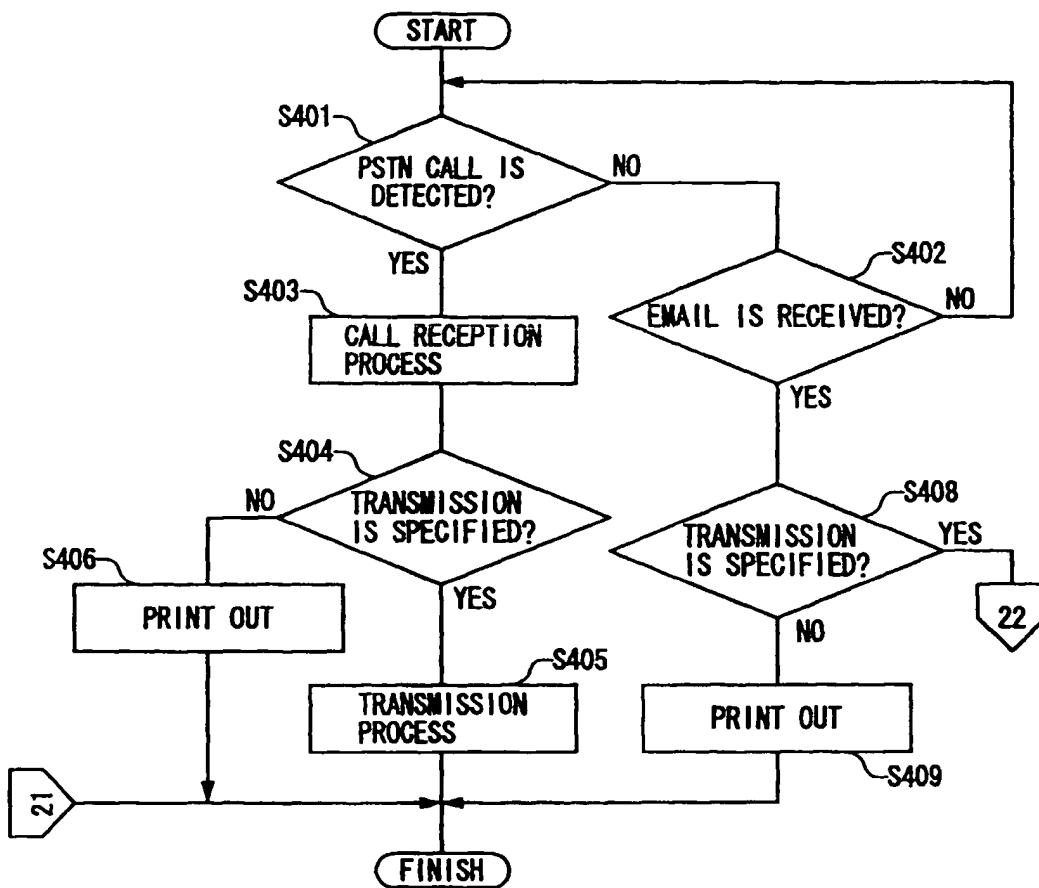 START
S401
PSTN CALL IS
DETECTED?
NO
YES
S402
EMAIL IS RECEIVED?
NO
YES
S403
CALL RECEPTION
PROCESS
S404
NO
TRANSMISSION
IS SPECIFIED?
YES
S408
TRANSMISSION
IS SPECIFIED?
YES
NO
22
S406
PRINT OUT
S405
TRANSMISSION
PROCESS
PRINT OUT
S409
21
FINISH